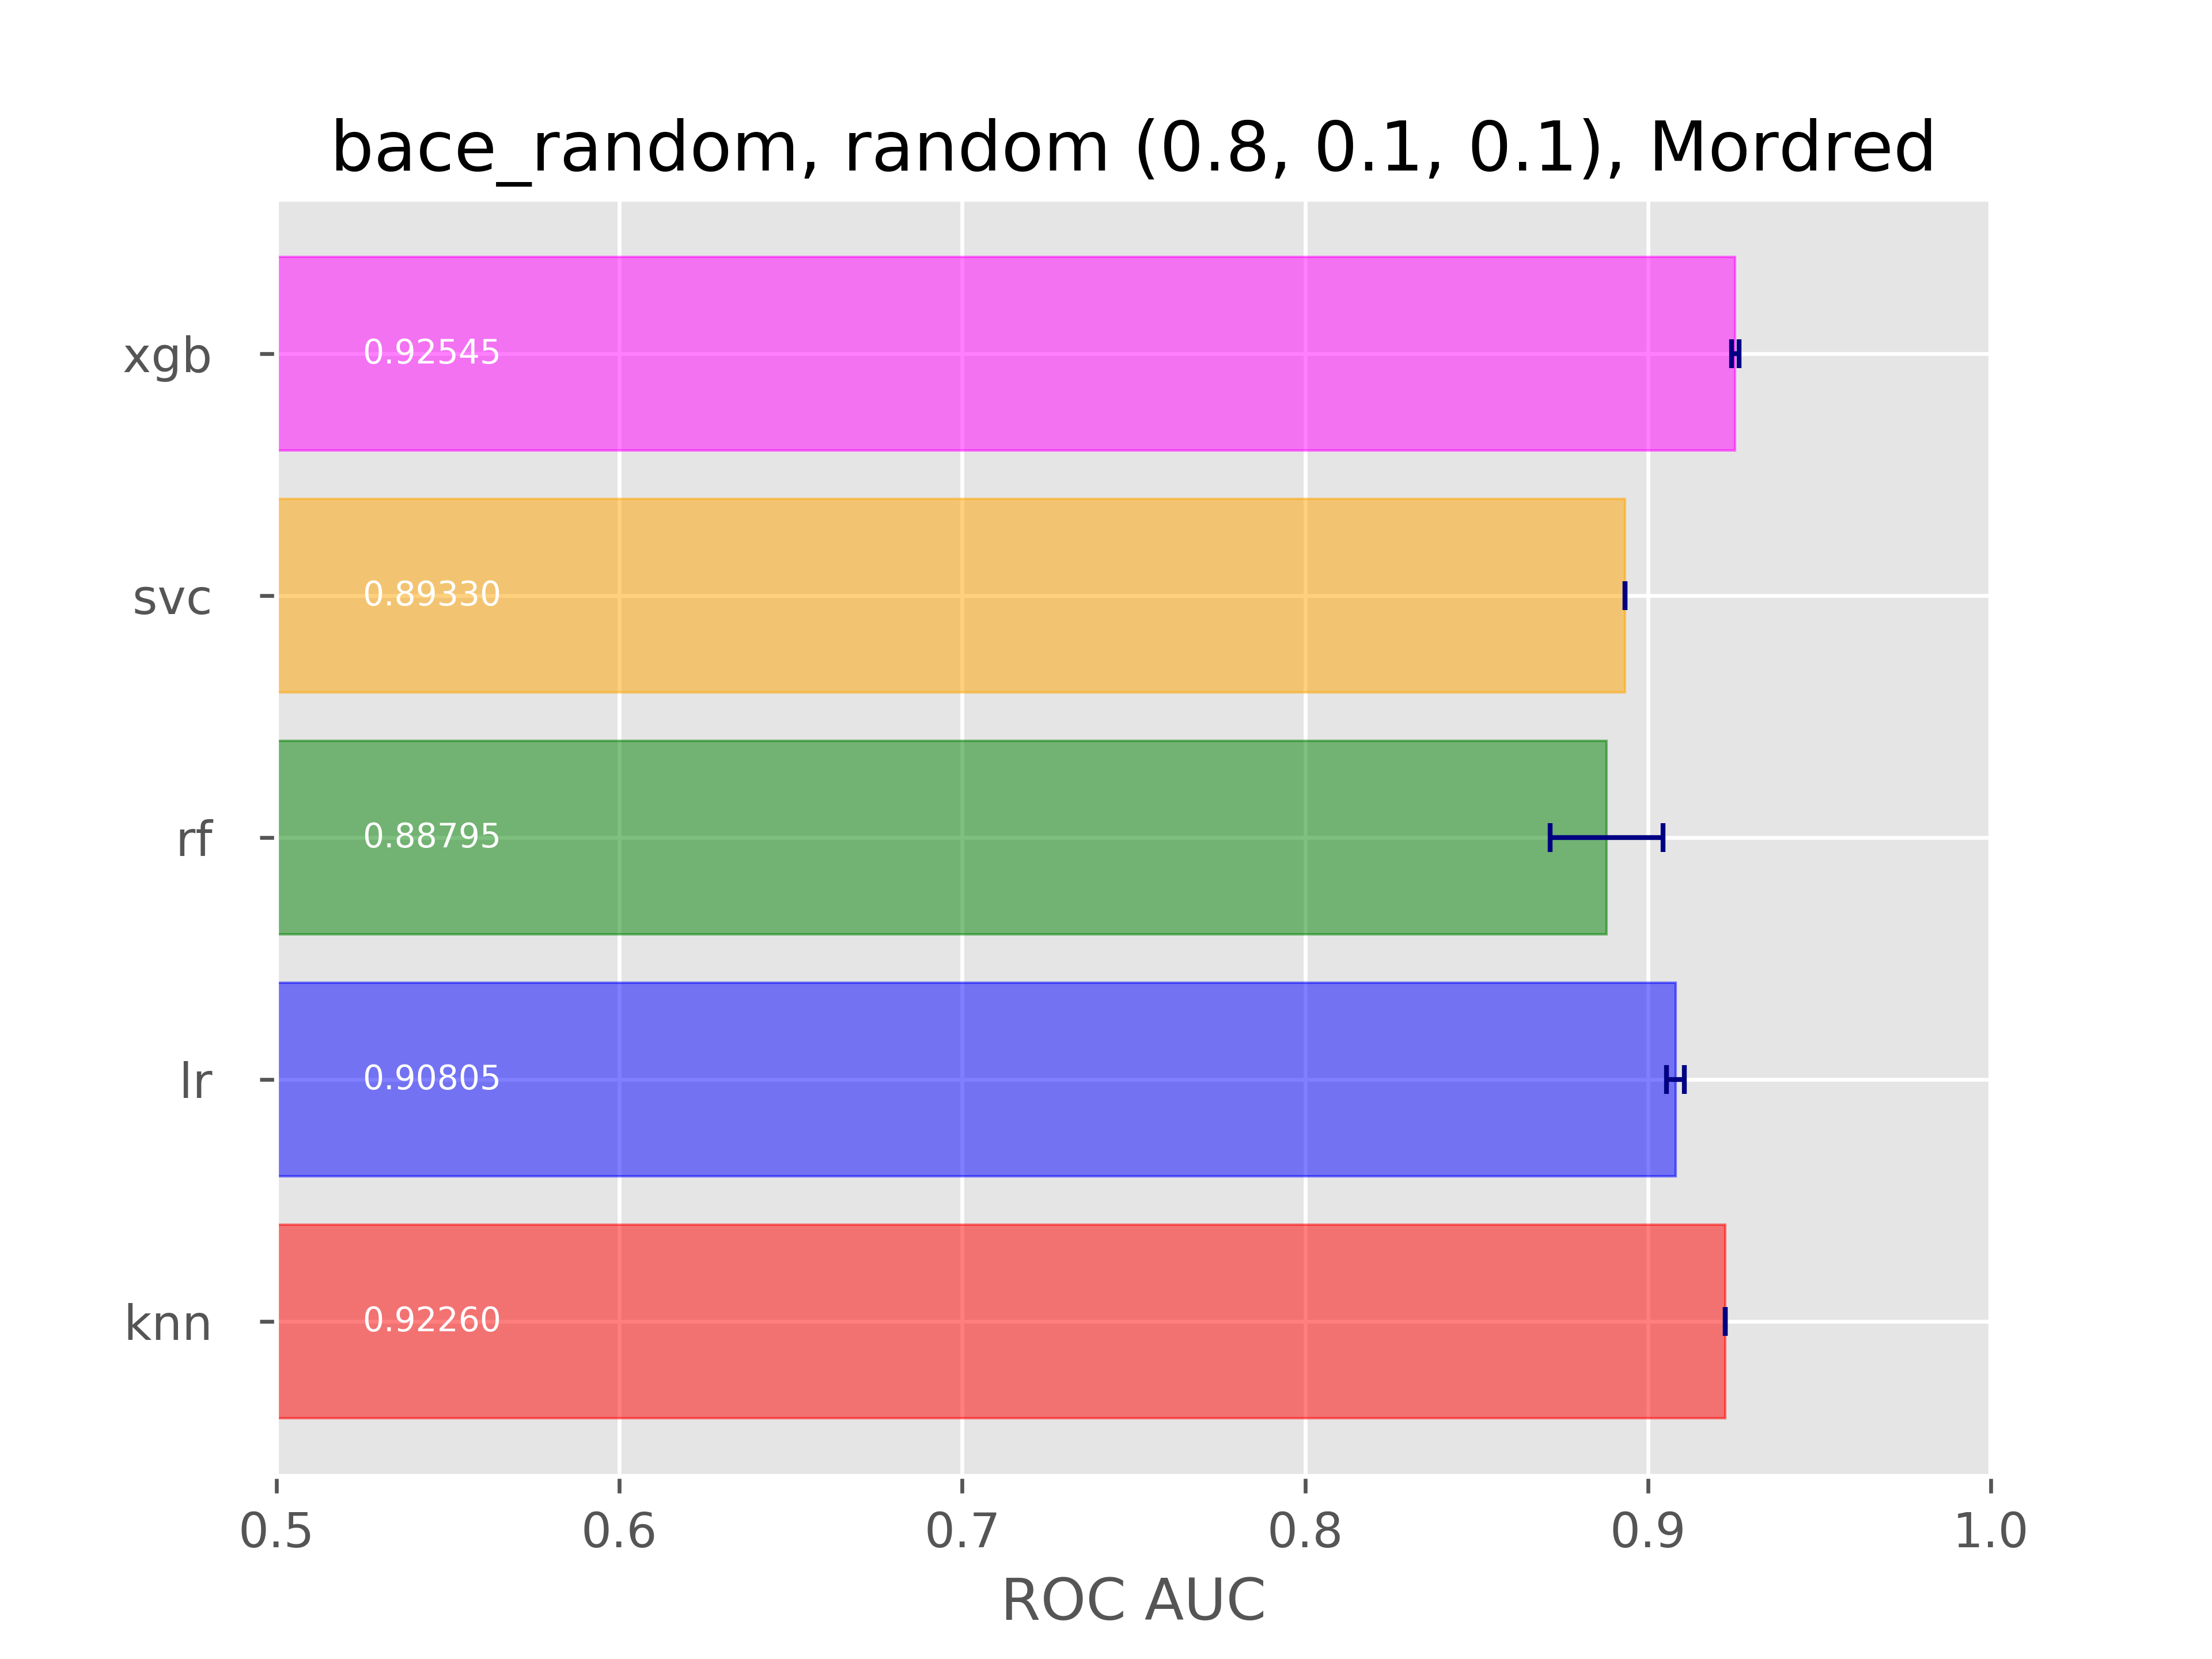 bace_random, random (0.8, 0.1, 0.1), Mordred
xgb
0.92545
svc
0.89330
rf
0.88795
lr
0.90805
knn
0.92260
0.5 0.6 0.7 0.8 0.9 1.0
ROC AUC